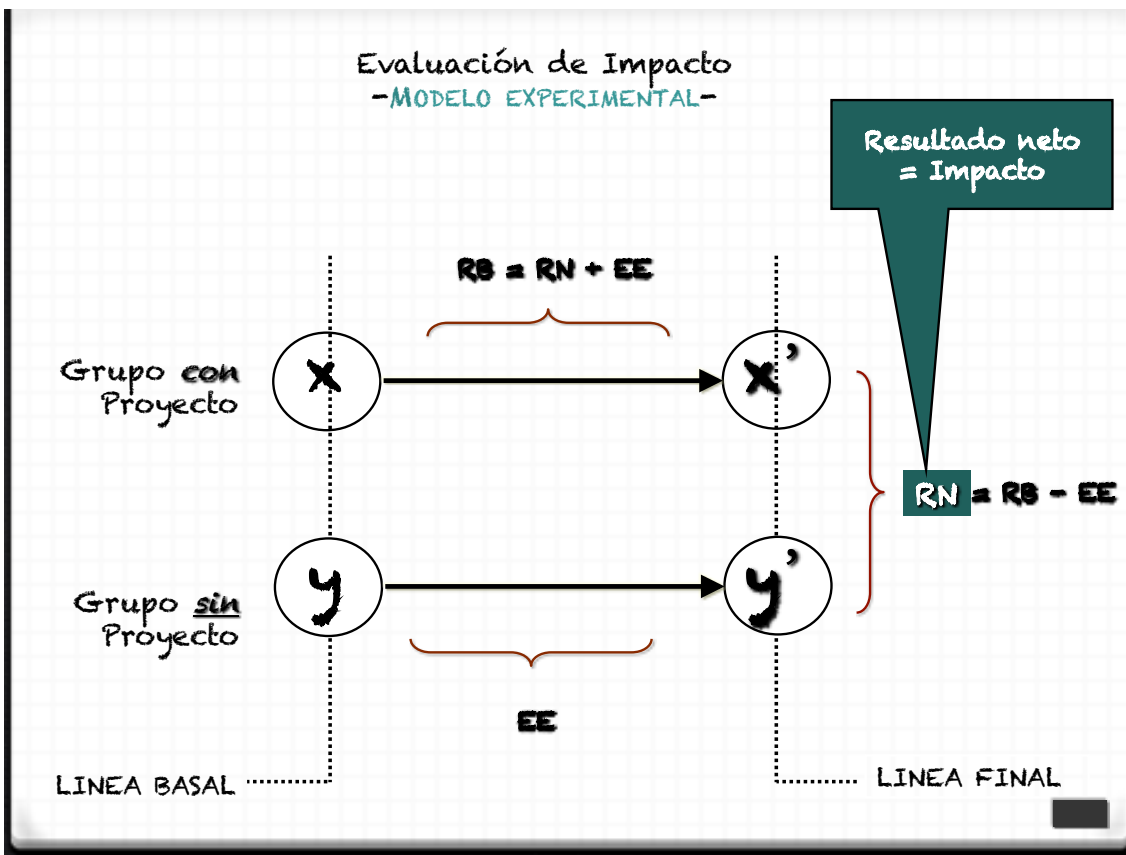 Evaluación de Impacto
-MODELO EXPERIMENTAL-
Resultado neto
= Impacto
RB = RN + EE
Grupo con
Proyecto
x
x'
RN = RB - EE
Grupo sin
Proyecto
y
y'
EE
LINEA BASAL
LINEA FINAL